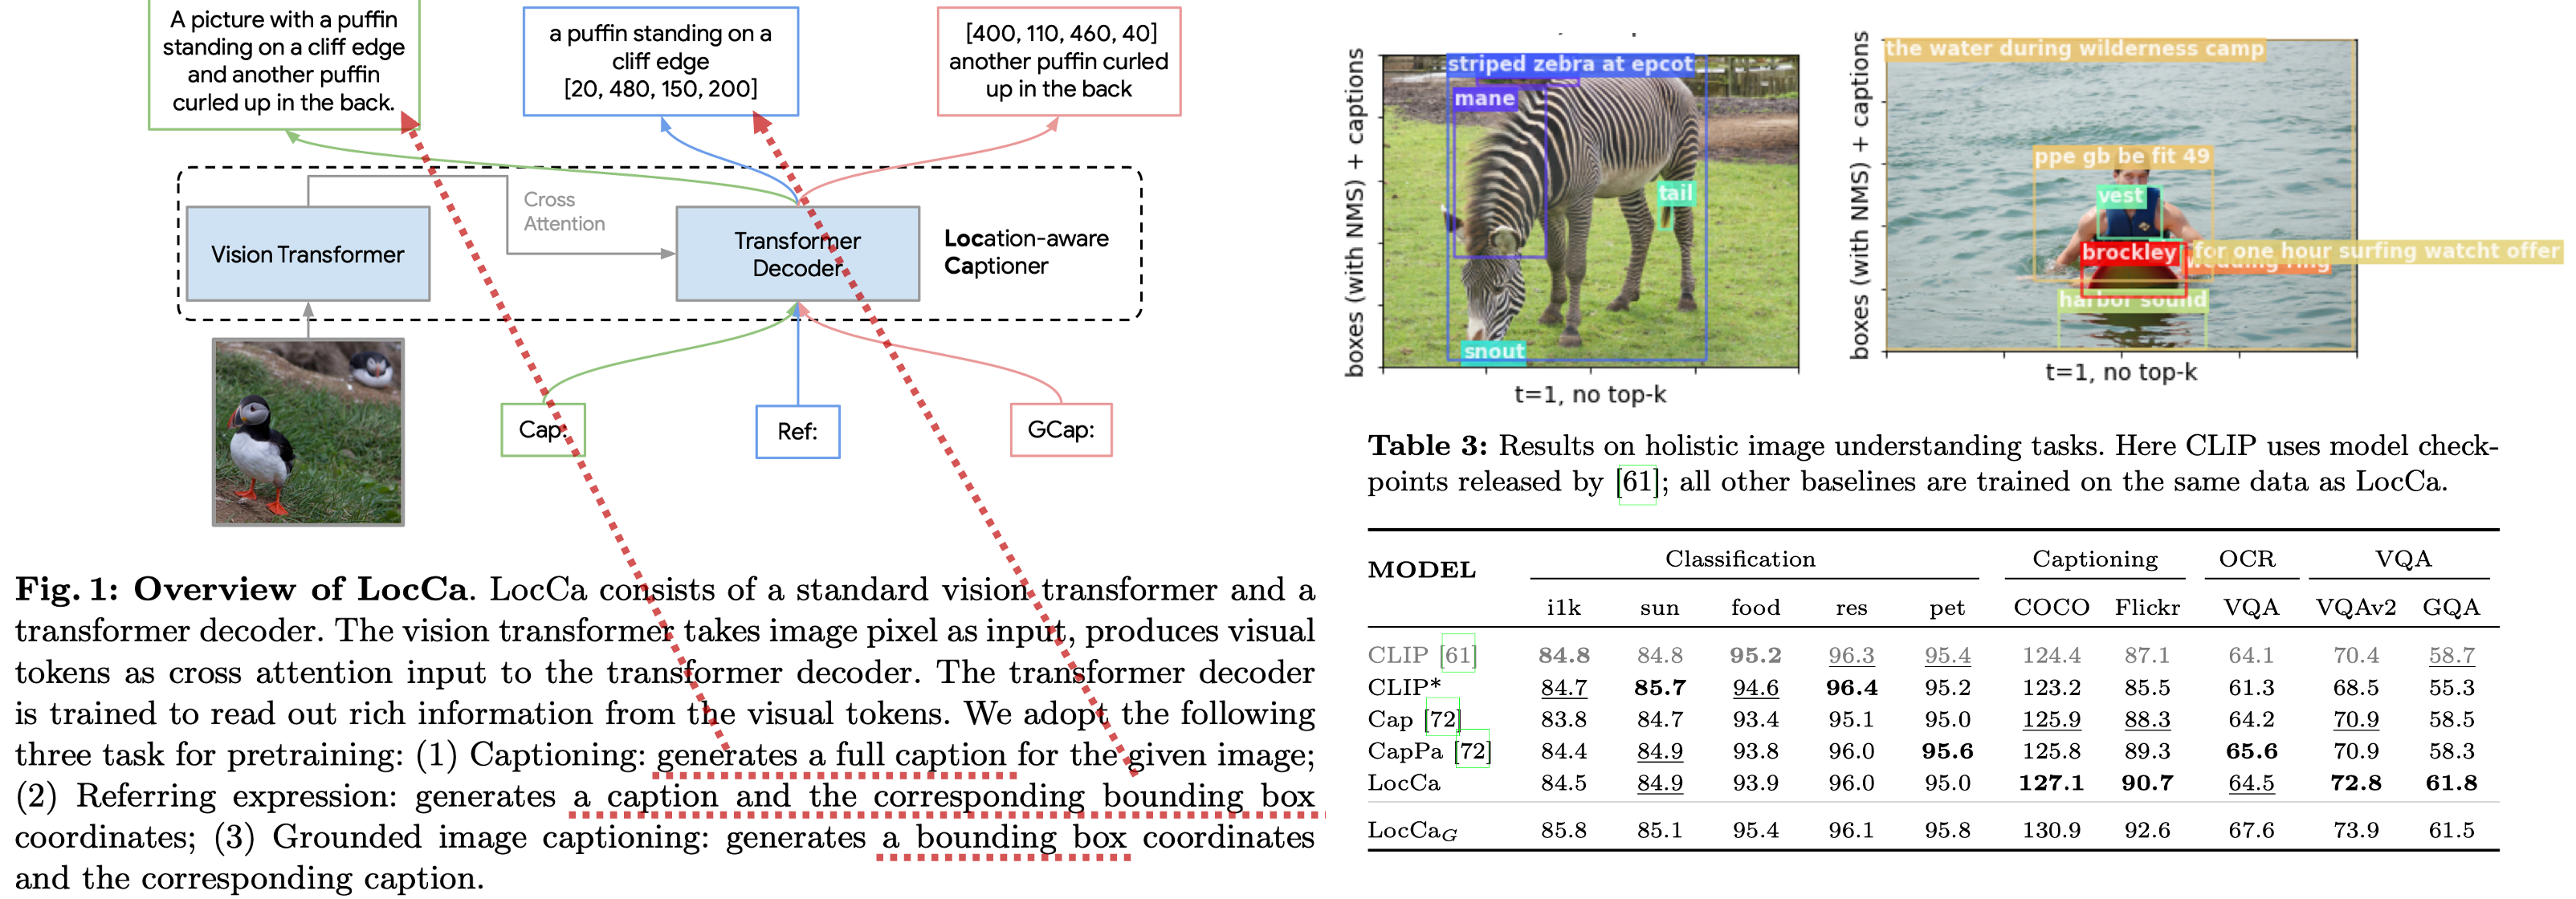 A picture with a puffin
standing on a cliff edge
and another puffin
curled up in the back.
a puffin standing on a
cliff edge
[20, 480, 150, 200]
[400, 110, 460, 40]
another puffin curled
up in the back
Cross
Attention
Vision Transformer
Transformer
Decoder
Location-aware
Captioner
Cap:
Ref:
GCap:
Fig. 1: Overview of LocCa. LocCa consists of a standard vision transformer and a
transformer decoder. The vision transformer takes image pixel as input, produces visual
tokens as cross attention input to the transformer decoder. The transformer decoder
is trained to read out rich information from the visual tokens. We adopt the following
three task for pretraining: (1) Captioning: generates a full caption for the given image;
(2) Referring expression: generates a caption and the corresponding bounding box
coordinates; (3) Grounded image captioning: generates a bounding box coordinates
and the corresponding caption.
boxes (with NMS) + captions
striped zebra at epcot
mane
tail
snout
t=1, no top-k
boxes (with NMS) + captions
the water during wilderness camp
ppe gb be fit 49
vest
brockley
for one hour surfing watcht offer
wedding ring
harbor sound
t=1, no top-k
Table 3: Results on holistic image understanding tasks. Here CLIP uses model check-
points released by [61]; all other baselines are trained on the same data as LocCa.
MODEL Classification Captioning OCR VQA
i1k sun food res pet COCO Flickr VQA VQAv2 GQA
CLIP [61] 84.8 84.8 95.2 96.3 95.4 124.4 87.1 64.1 70.4 58.7
CLIP* 84.7 85.7 94.6 96.4 95.2 123.2 85.5 61.3 68.5 55.3
Cap [72] 83.8 84.7 93.4 95.1 95.0 125.9 88.3 64.2 70.9 58.5
CapPa [72] 84.4 84.9 93.8 96.0 95.6 125.8 89.3 65.6 70.9 58.3
LocCa 84.5 84.9 93.9 96.0 95.0 127.1 90.7 64.5 72.8 61.8
LocCa_G 85.8 85.1 95.4 96.1 95.8 130.9 92.6 67.6 73.9 61.5